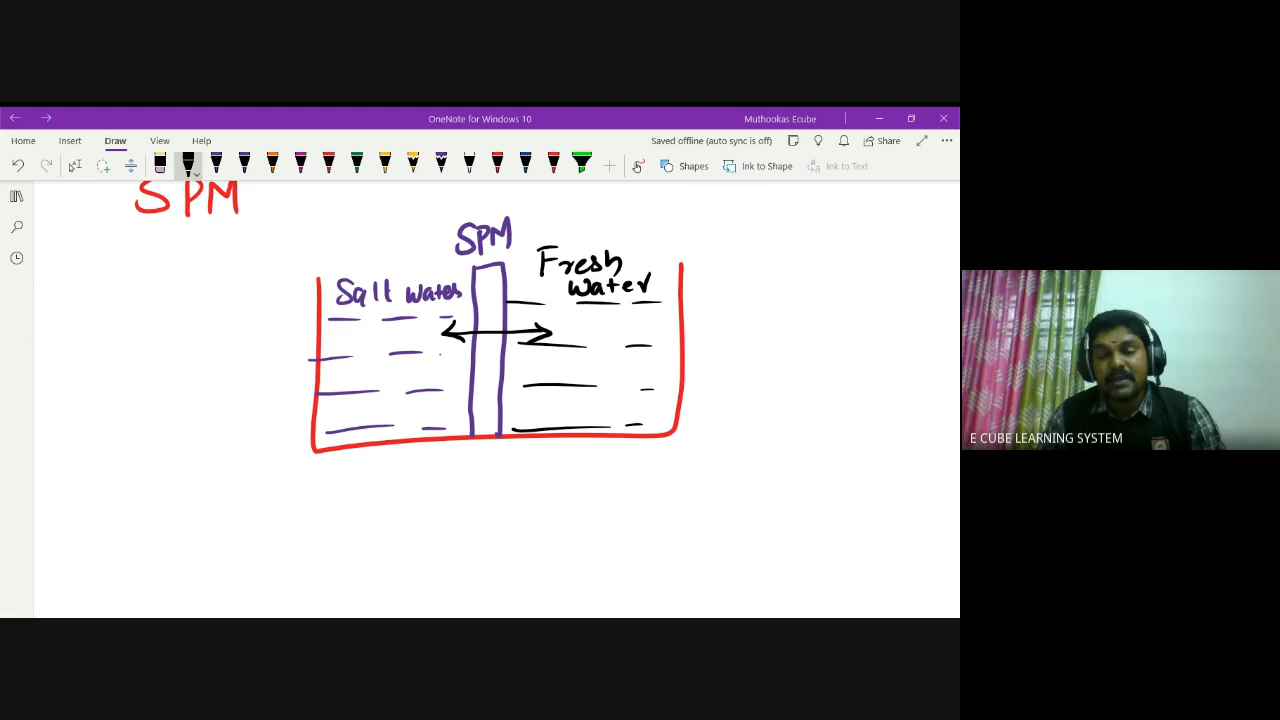 OneNote for Windows 10
Muthookas Ecube
Home Insert Draw View Help
Saved offline (auto sync is off)
Share
Shapes
Ink to Shape
Ink to Text
SPM
SPM
Fresh
water
Salt water
E CUBE LEARNING SYSTEM